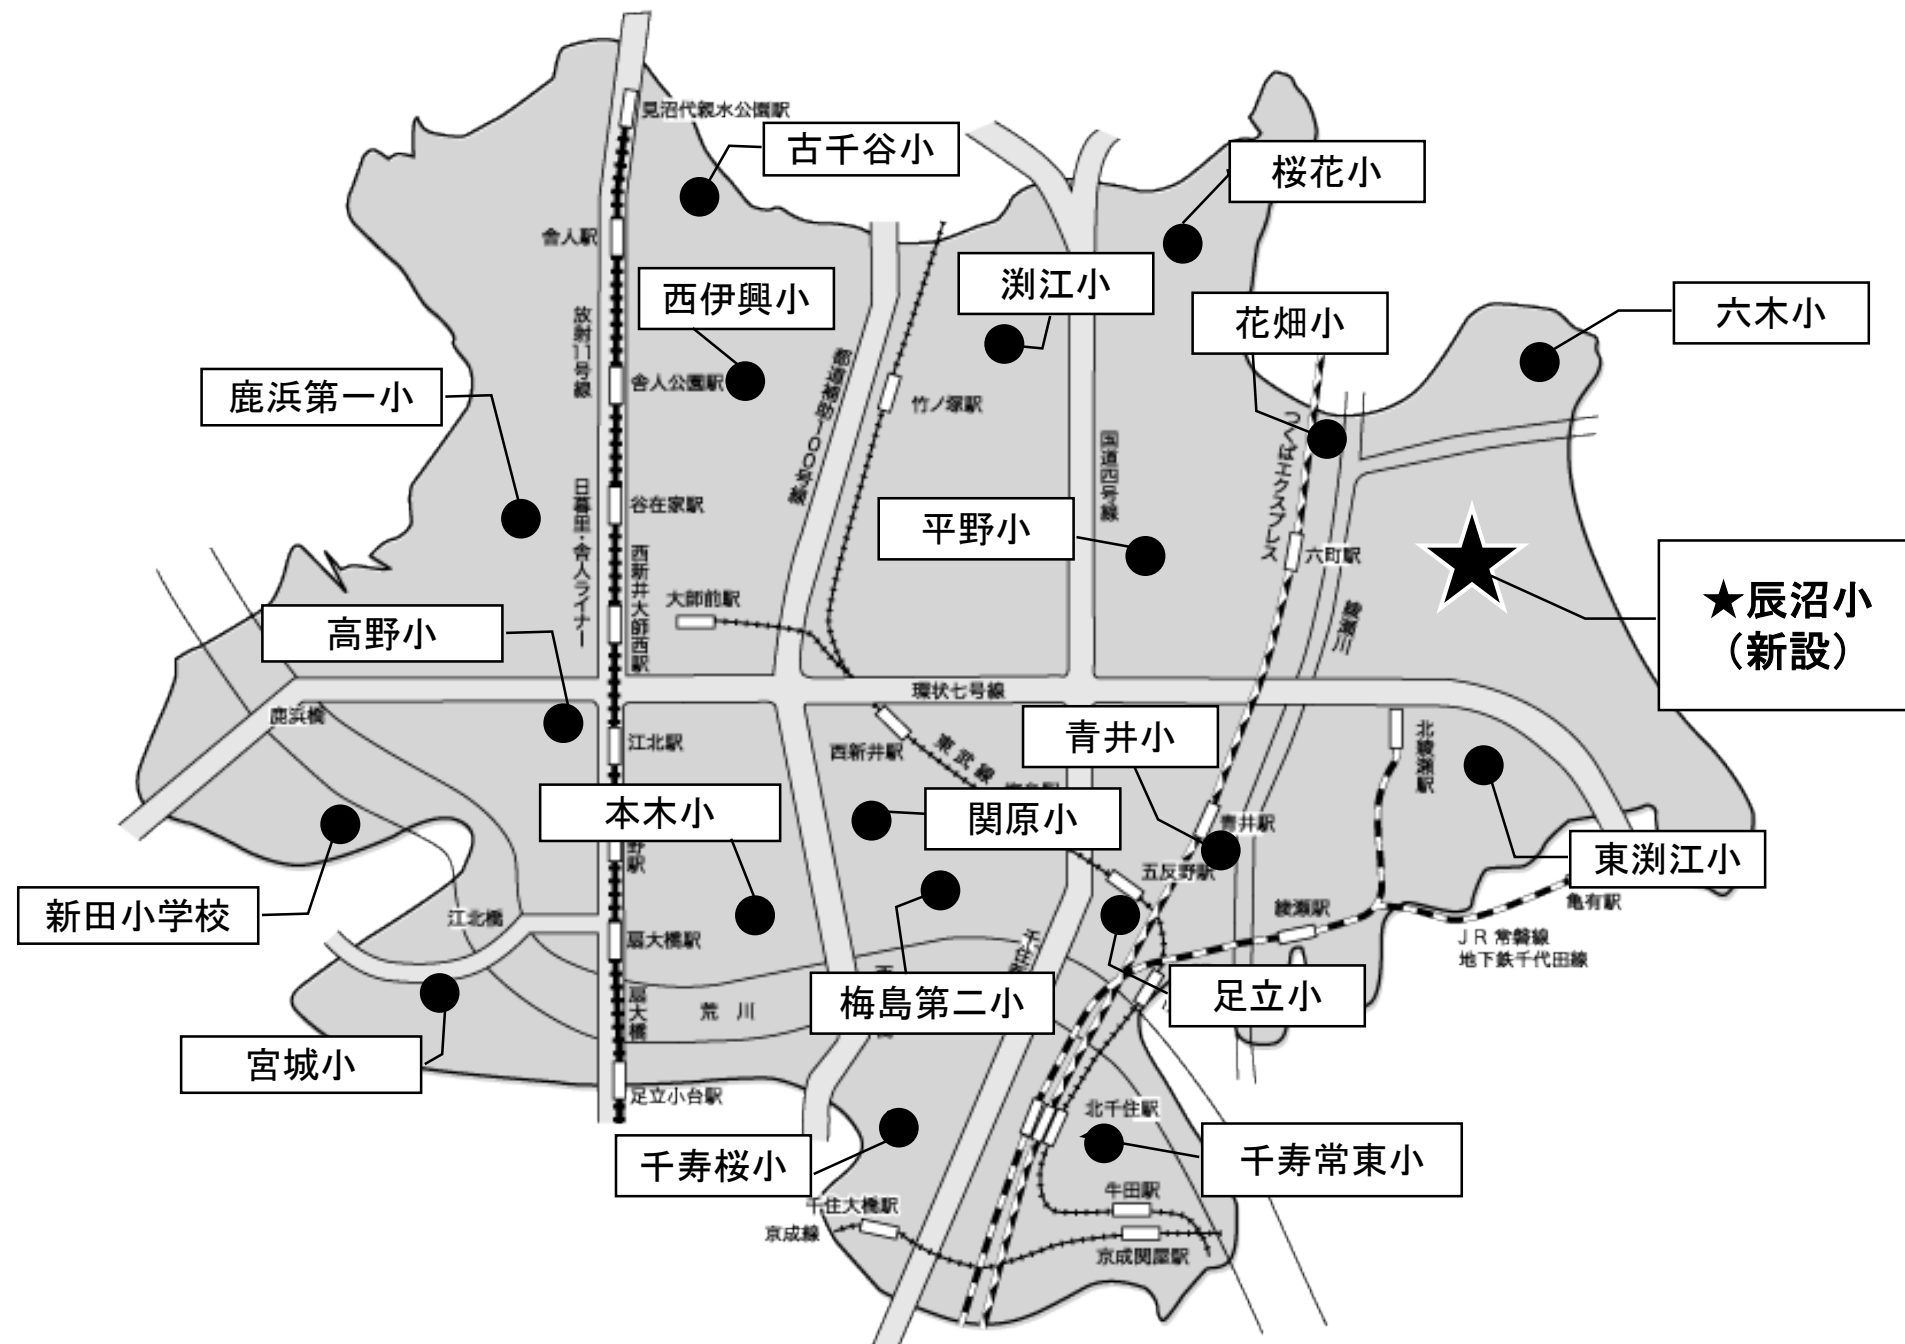 見沼代親水公園駅
古千谷小
桜花小
舎人駅
西伊興小
渕江小
花畑小
六木小
放射11号線
都道補助100号線
鹿浜第一小
舎人公園駅
竹ノ塚駅
つくばエクスプレス
国道四号線
日暮里・舎人ライナー
谷在家駅
平野小
六町駅
西新井大師西駅
大師前駅
綾瀬川
★辰沼小
（新設）
高野小
環状七号線
鹿浜橋
江北駅
西新井駅
東武線
青井小
北綾瀬駅
本木小
関原小
青井駅
野駅
五反野駅
東渕江小
亀有駅
新田小学校
江北橋
綾瀬駅
扇大橋駅
JR常磐線
地下鉄千代田線
扇大橋
荒川
梅島第二小
足立小
宮城小
足立小台駅
北千住駅
千寿桜小
千寿常東小
牛田駅
千住大橋駅
京成線
京成関屋駅